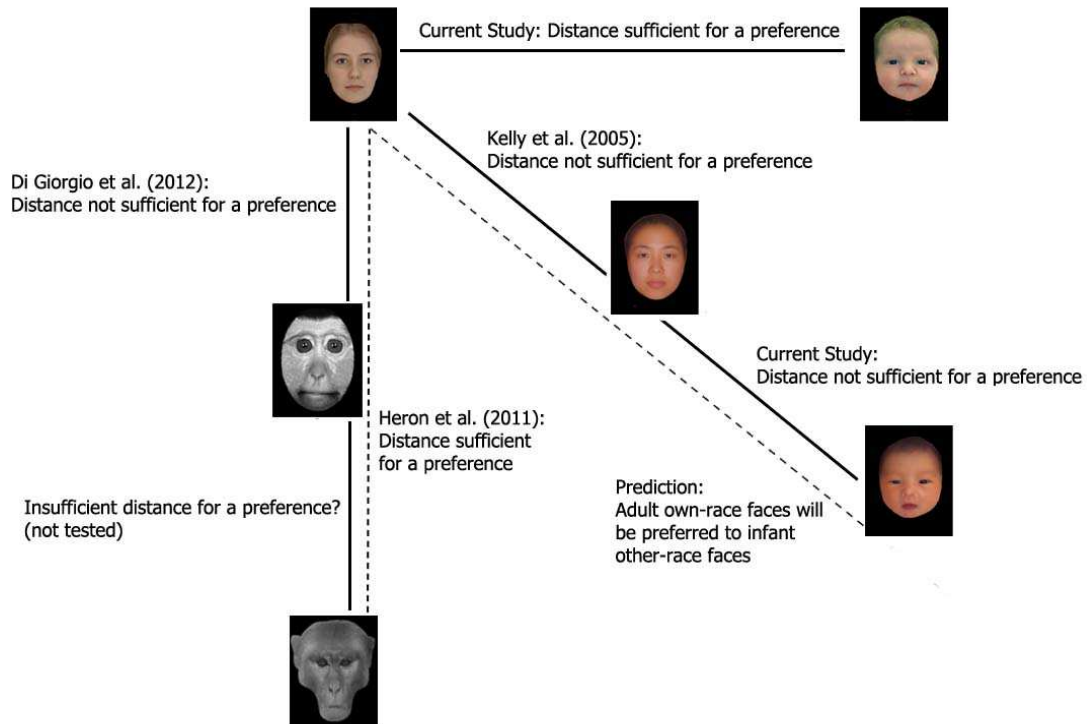 Current Study: Distance sufficient for a preference
Kelly et al. (2005):
Distance not sufficient for a preference
Di Giorgio et al. (2012):
Distance not sufficient for a preference
Current Study:
Distance not sufficient for a preference
Heron et al. (2011):
Distance sufficient
for a preference
Prediction:
Adult own-race faces will
be preferred to infant
other-race faces
Insufficient distance for a preference?
(not tested)